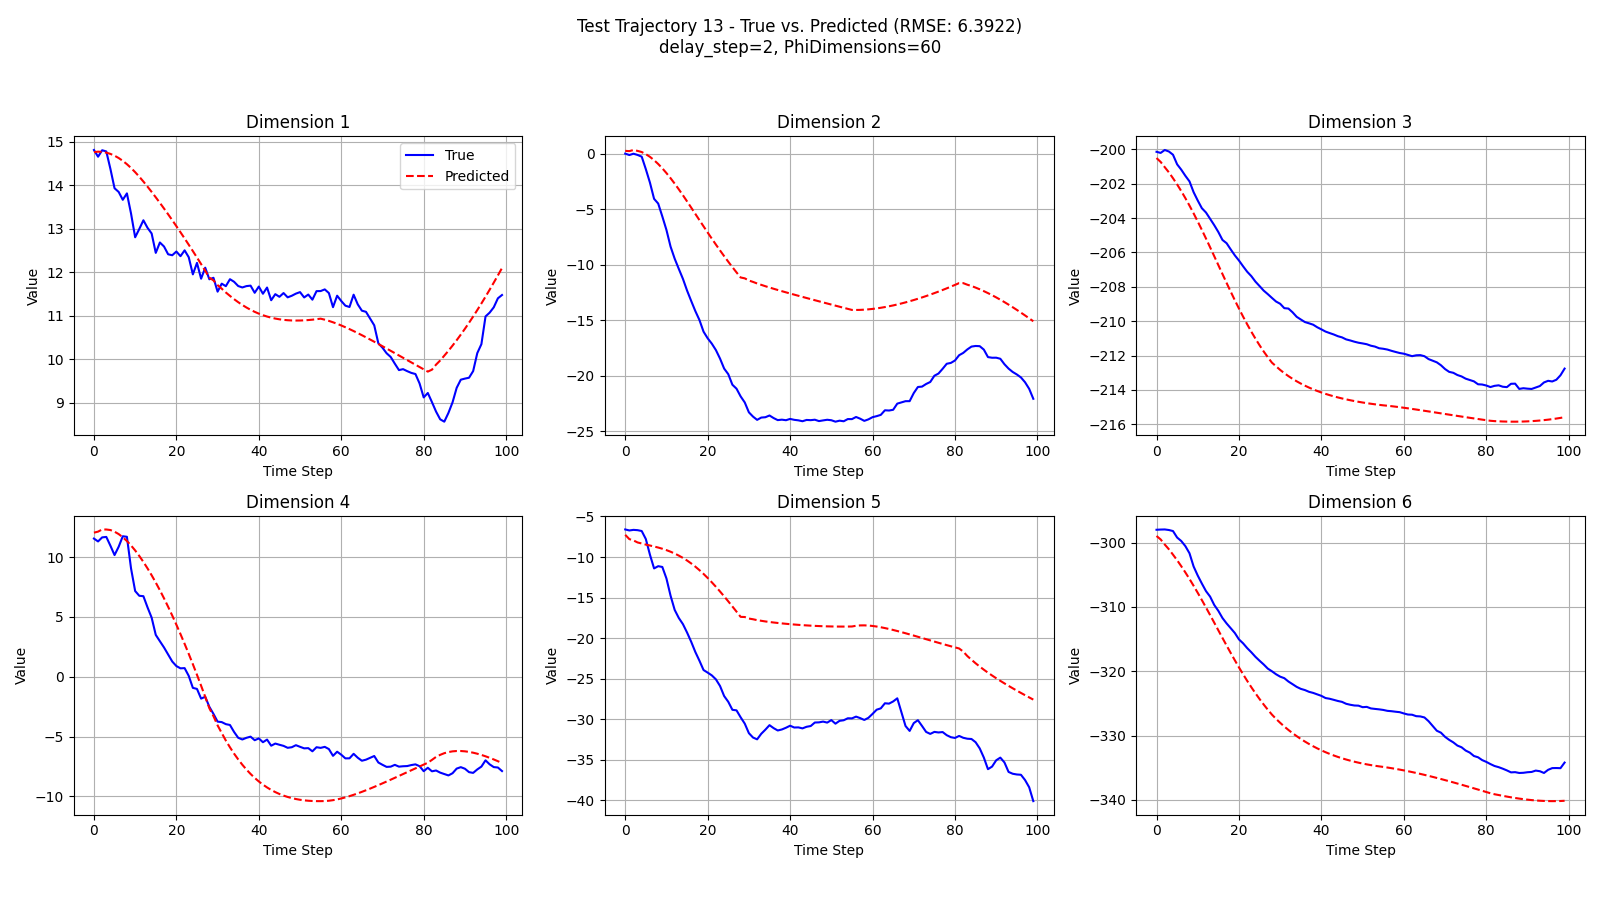 Test Trajectory 13 - True vs. Predicted (RMSE: 6.3922)
delay_step=2, PhiDimensions=60
Dimension 1
15
14
13
12
11
10
9
Value
0 20 40 60 80 100
Time Step
True
Predicted
Dimension 2
0
−5
−10
−15
−20
−25
Value
0 20 40 60 80 100
Time Step
Dimension 3
−200
−202
−204
−206
−208
−210
−212
−214
−216
Value
0 20 40 60 80 100
Time Step
Dimension 4
10
5
0
−5
−10
Value
0 20 40 60 80 100
Time Step
Dimension 5
−5
−10
−15
−20
−25
−30
−35
−40
Value
0 20 40 60 80 100
Time Step
Dimension 6
−300
−310
−320
−330
−340
Value
0 20 40 60 80 100
Time Step